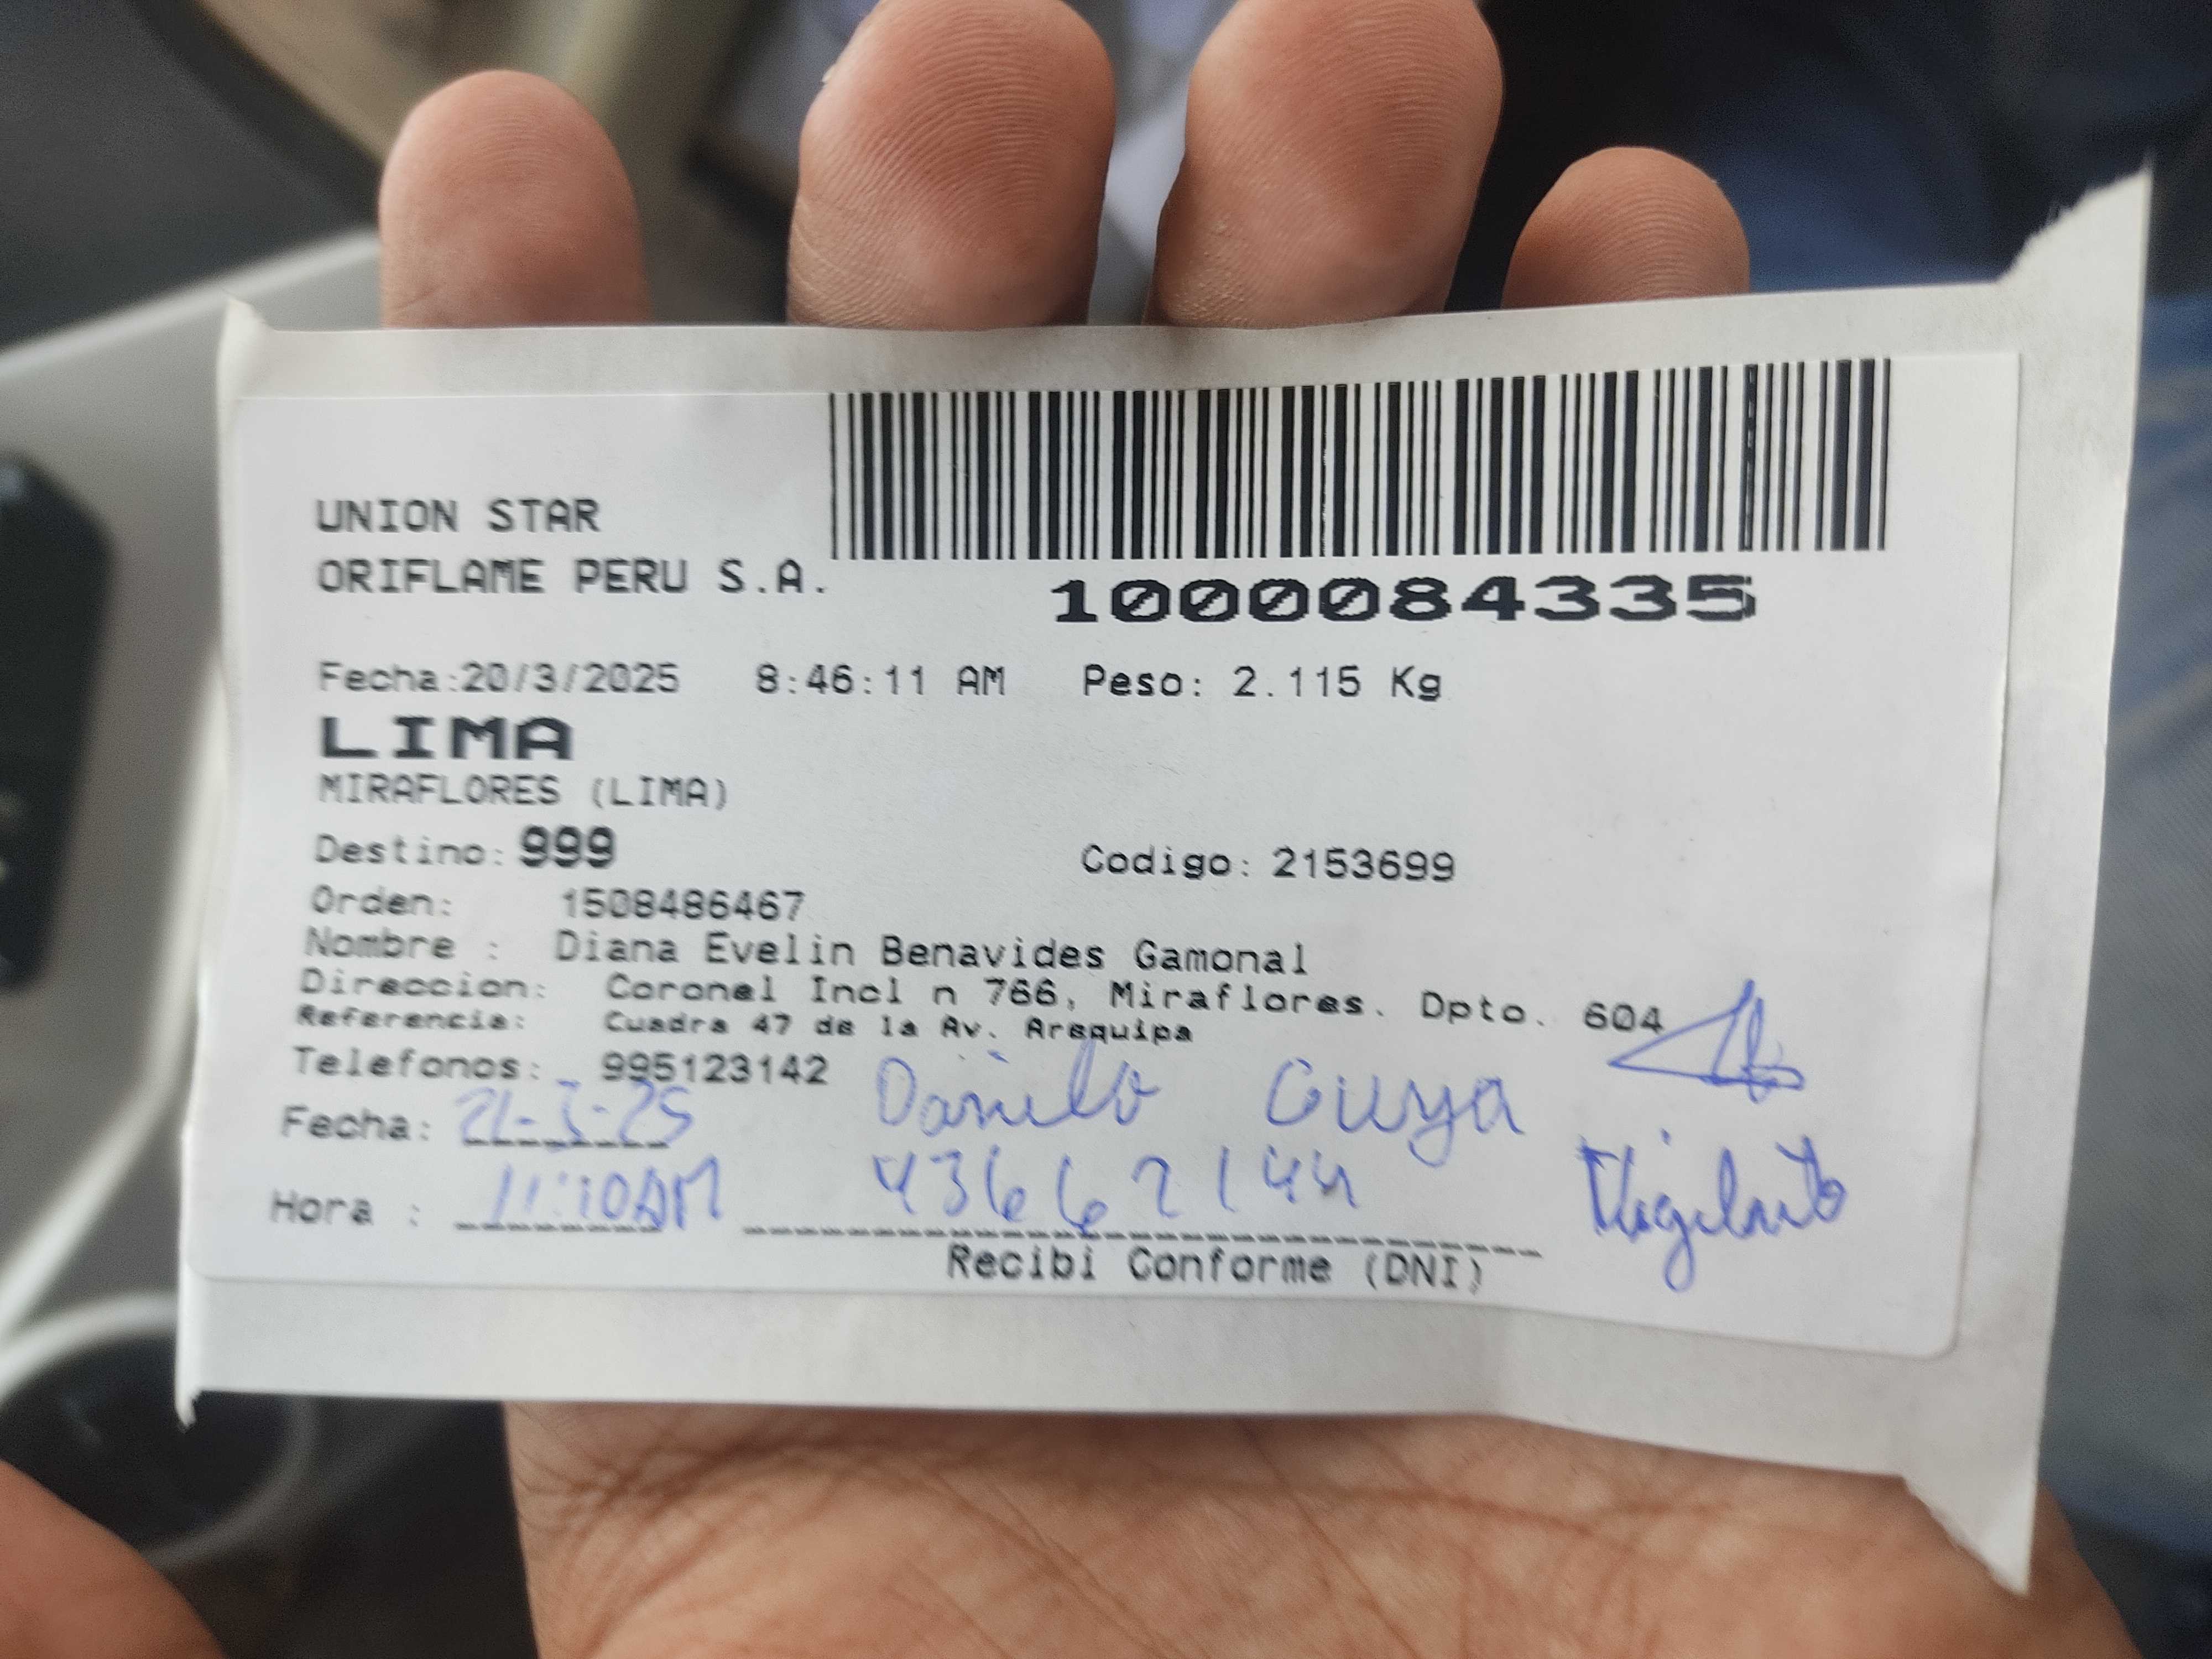 UNION STAR
ORIFLAME PERU S.A.
1000084335
Fecha:20/3/2025 8:46:11 AM Peso: 2.115 Kg
LIMA
MIRAFLORES (LIMA)
Destino: 999 Codigo: 2153699
Orden: 1508486467
Nombre : Diana Evelin Benavides Gamonal
Direccion: Coronel Incl n 766, Miraflores. Dpto. 604
Referencia: Cuadra 47 de la Av. Arequipa
Telefonos: 995123142
Fecha: 21-3-25 Danilo Cuya
Hora : 11:10AM 43662144 Vigilante
Recibi Conforme (DNI)